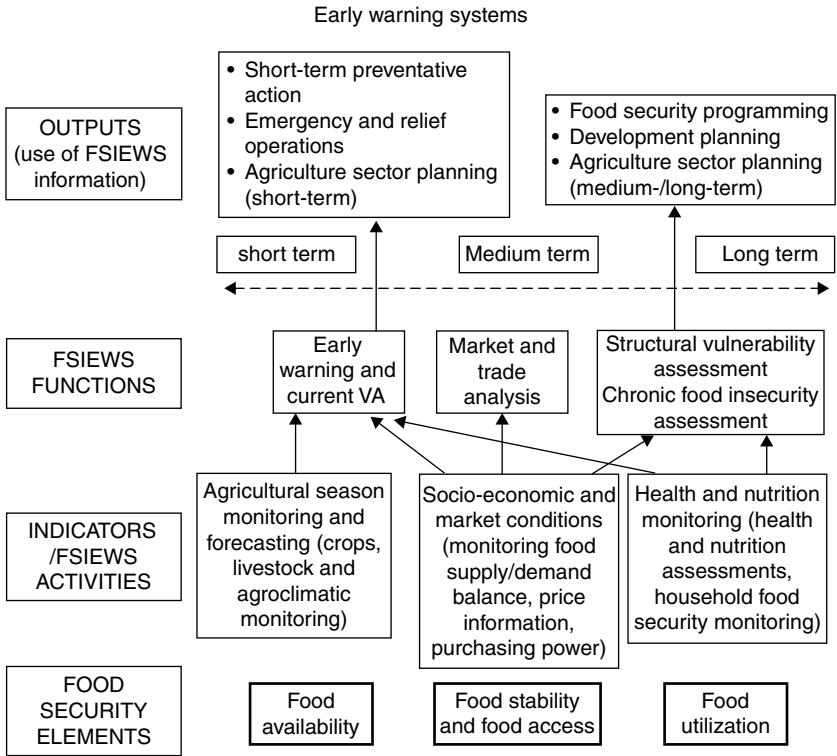 Early warning systems
OUTPUTS
(use of FSIEWS
information)
• Short-term preventative
action
• Emergency and relief
operations
• Agriculture sector planning
(short-term)
• Food security programming
• Development planning
• Agriculture sector planning
(medium-/long-term)
short term
Medium term
Long term
FSIEWS
FUNCTIONS
Early
warning and
current VA
Market and
trade
analysis
Structural vulnerability
assessment
Chronic food insecurity
assessment
INDICATORS
/FSIEWS
ACTIVITIES
Agricultural season
monitoring and
forecasting (crops,
livestock and
agroclimatic
monitoring)
Socio-economic and
market conditions
(monitoring food
supply/demand
balance, price
information,
purchasing power)
Health and nutrition
monitoring (health
and nutrition
assessments,
household food
security monitoring)
FOOD
SECURITY
ELEMENTS
Food
availability
Food stability
and food access
Food
utilization